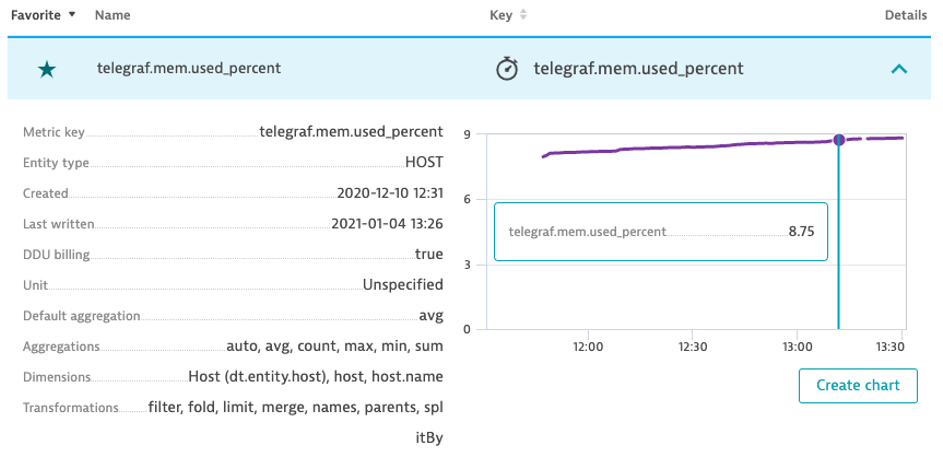 Favorite ▼ Name Key Details
telegraf.mem.used_percent telegraf.mem.used_percent
Metric key telegraf.mem.used_percent
Entity type HOST
Created 2020-12-10 12:31
Last written 2021-01-04 13:26
DDU billing true
Unit Unspecified
Default aggregation avg
Aggregations auto, avg, count, max, min, sum
Dimensions Host (dt.entity.host), host, host.name
Transformations filter, fold, limit, merge, names, parents, spl
itBy
9
6
telegraf.mem.used_percent 8.75
3
0
12:00 12:30 13:00 13:30
Create chart